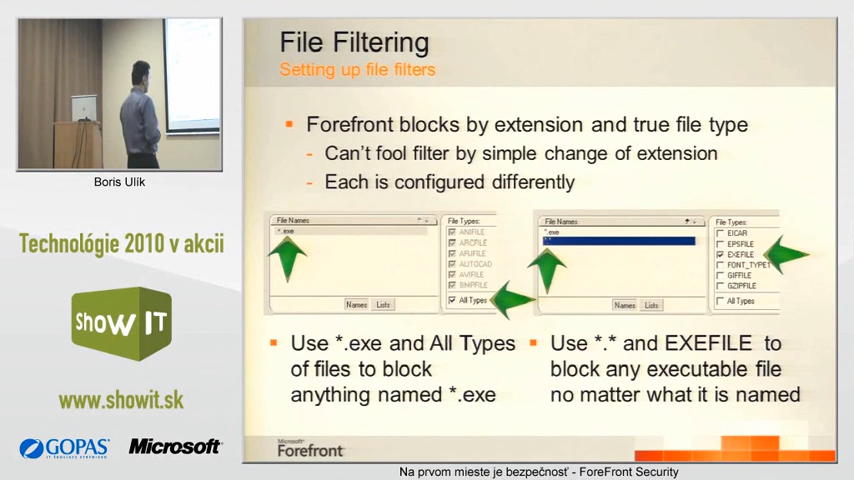 Boris Ulík
Technológie 2010 v akcii
ShowIT
www.showit.sk
GOPAS
Microsoft
File Filtering
Setting up file filters
Forefront blocks by extension and true file type
- Can't fool filter by simple change of extension
- Each is configured differently
File Names
*.exe
Names
Lists
File Types:
ANIFILE
ARCFILE
ARJFILE
AUTOCAD
AVIFILE
BMPFILE
All Types
File Names
*.exe
Names
Lists
File Types:
EICAR
EPSFILE
EXEFILE
FONT_TYPE1
GIFFILE
GZIPFILE
All Types
Use *.exe and All Types
of files to block
anything named *.exe
Use *.* and EXEFILE to
block any executable file
no matter what it is named
Microsoft
Forefront
Na prvom mieste je bezpečnosť - ForeFront Security